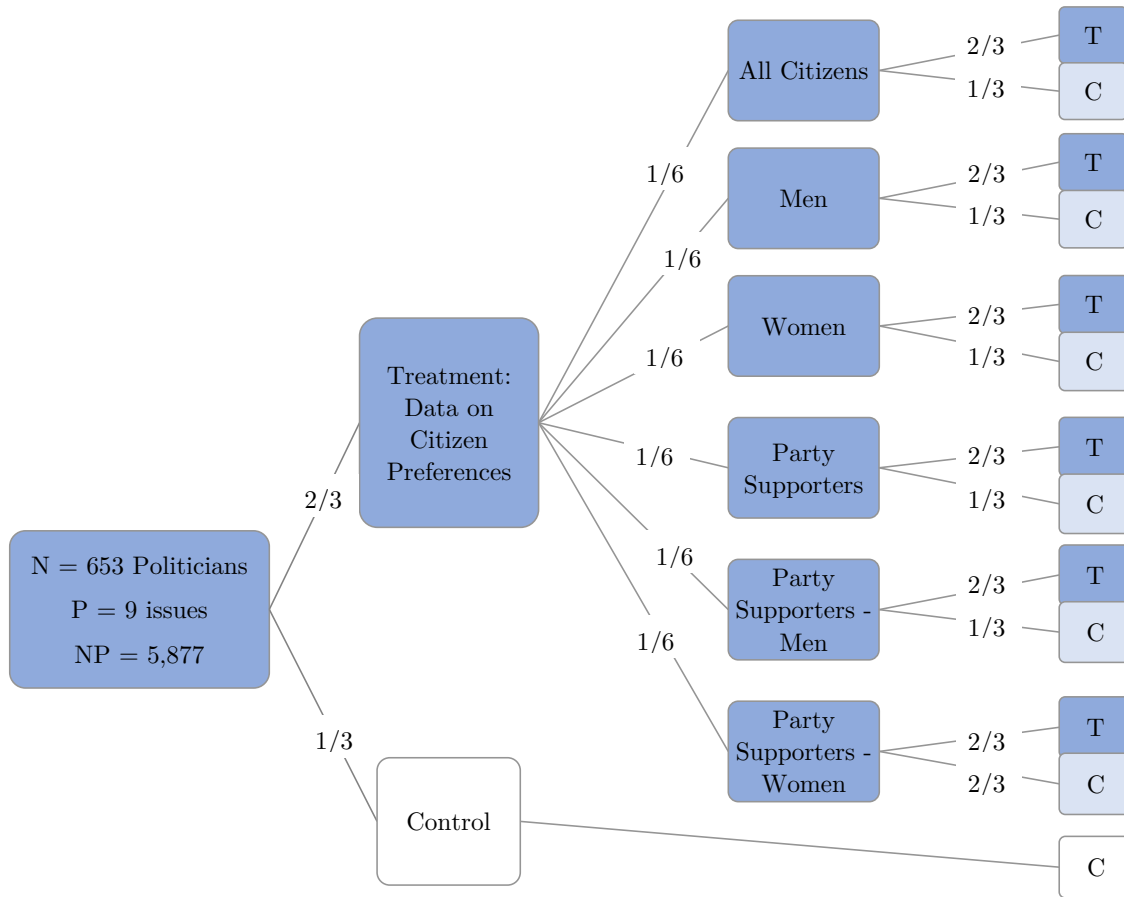 All Citizens
2/3
T
1/3
C
1/6
Men
2/3
T
1/3
C
1/6
Women
2/3
T
1/3
C
1/6
Treatment:
Data on
Citizen
Preferences
Party
Supporters
2/3
T
1/3
C
1/6
2/3
N = 653 Politicians
P = 9 issues
NP = 5,877
Party
Supporters -
Men
2/3
T
1/3
C
1/6
Party
Supporters -
Women
2/3
T
2/3
C
1/6
1/3
Control
C